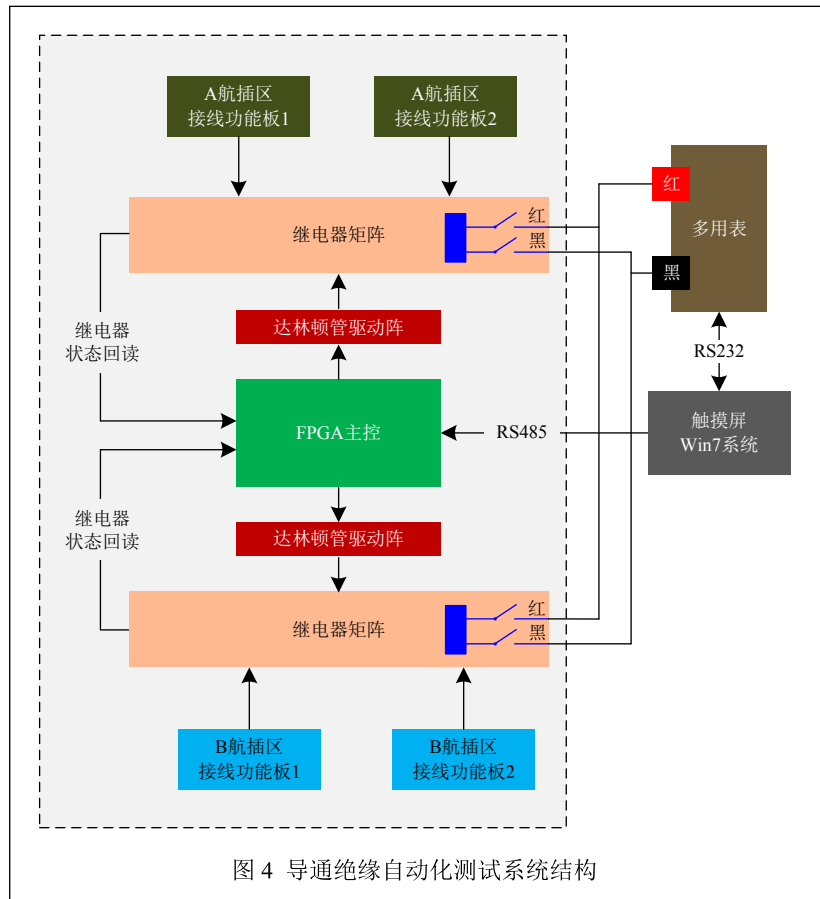 A航插区
接线功能板1
A航插区
接线功能板2
红
多用表
黑
继电器矩阵
红
黑
继电器
状态回读
达林顿管驱动阵
RS232
FPGA主控
RS485
触摸屏
Win7系统
继电器
状态回读
达林顿管驱动阵
继电器矩阵
红
黑
B航插区
接线功能板1
B航插区
接线功能板2
图 4 导通绝缘自动化测试系统结构